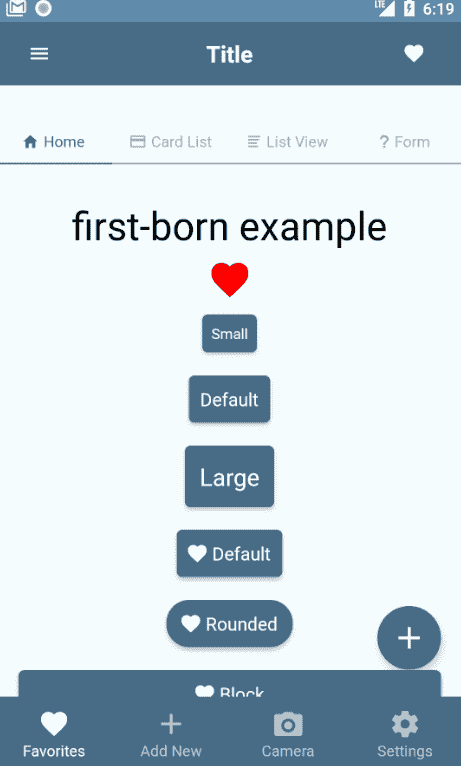 LTE 6:19
Title
Home Card List List View ? Form
first-born example
Small
Default
Large
Default
Rounded
Block
Favorites Add New Camera Settings